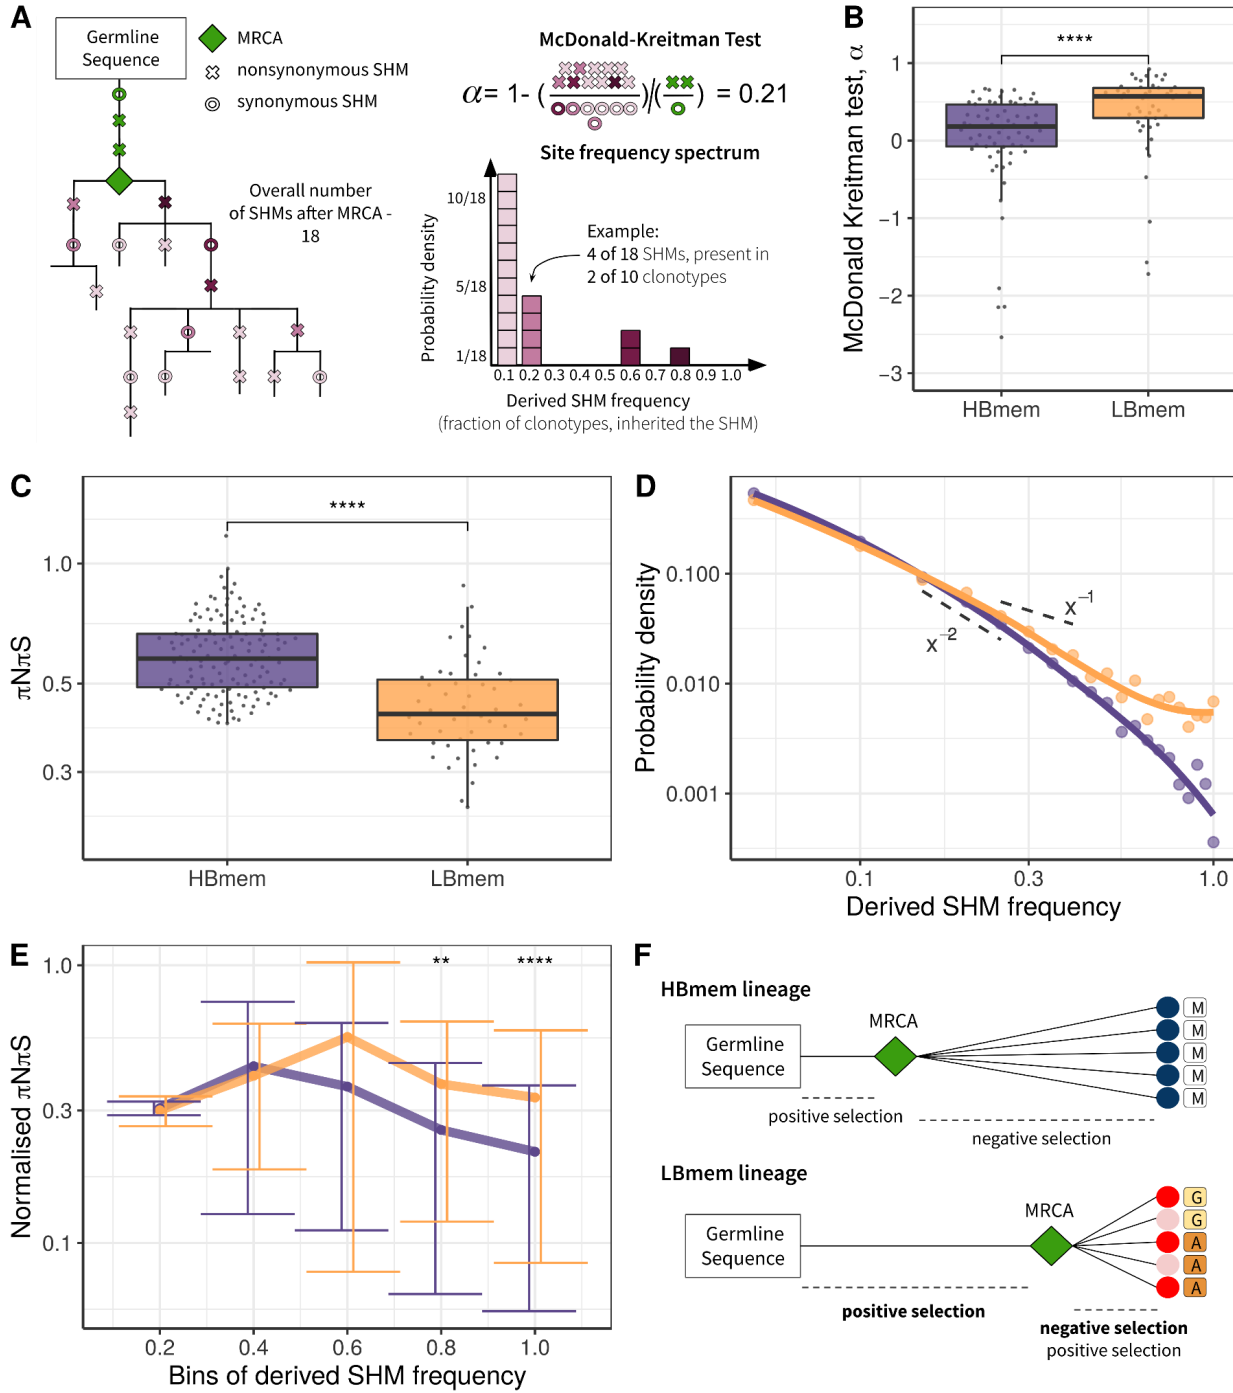 A
Germline
Sequence
MRCA
nonsynonymous SHM
synonymous SHM
Overall number
of SHMs after MRCA -
18
McDonald-Kreitman Test
α = 1- ( )/( ) = 0.21
Site frequency spectrum
Probability density
10/18
5/18
1/18
Example:
4 of 18 SHMs, present in
2 of 10 clonotypes
0.1 0.2 0.3 0.4 0.5 0.6 0.7 0.8 0.9 1.0
Derived SHM frequency
(fraction of clonotypes, inherited the SHM)
B
McDonald Kreitman test, α
1
0
−1
−2
−3
****
HBmem LBmem
C
πNπS
1.0
0.5
0.3
****
HBmem LBmem
D
Probability density
0.100
0.010
0.001
x−1
x−2
0.1 0.3 1.0
Derived SHM frequency
E
Normalised πNπS
1.0
0.3
0.1
** ****
0.2 0.4 0.6 0.8 1.0
Bins of derived SHM frequency
F
HBmem lineage
Germline
Sequence
MRCA
M
M
M
M
M
positive selection
negative selection
LBmem lineage
Germline
Sequence
MRCA
G
G
A
A
A
positive selection
negative selection
positive selection